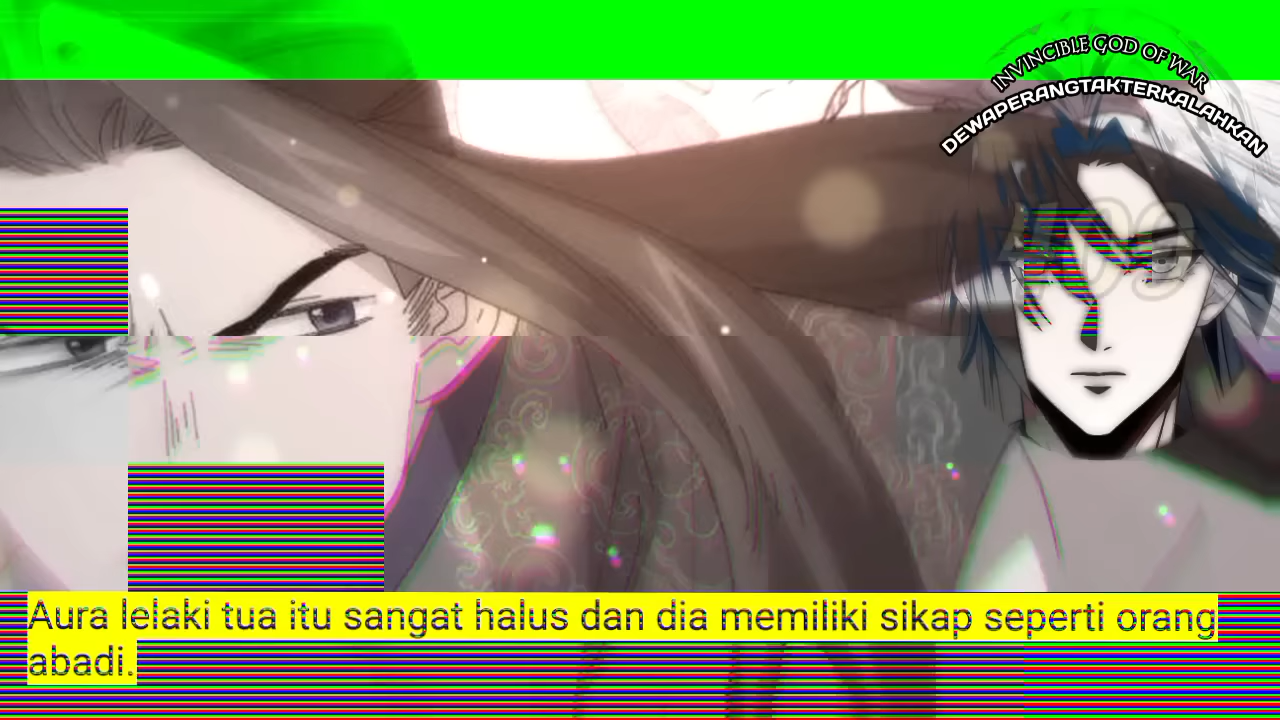 INVINCIBLE GOD OF WAR
DEWAPERANGTAKTERKALAHKAN
Aura lelaki tua itu sangat halus dan dia memiliki sikap seperti orang
abadi.